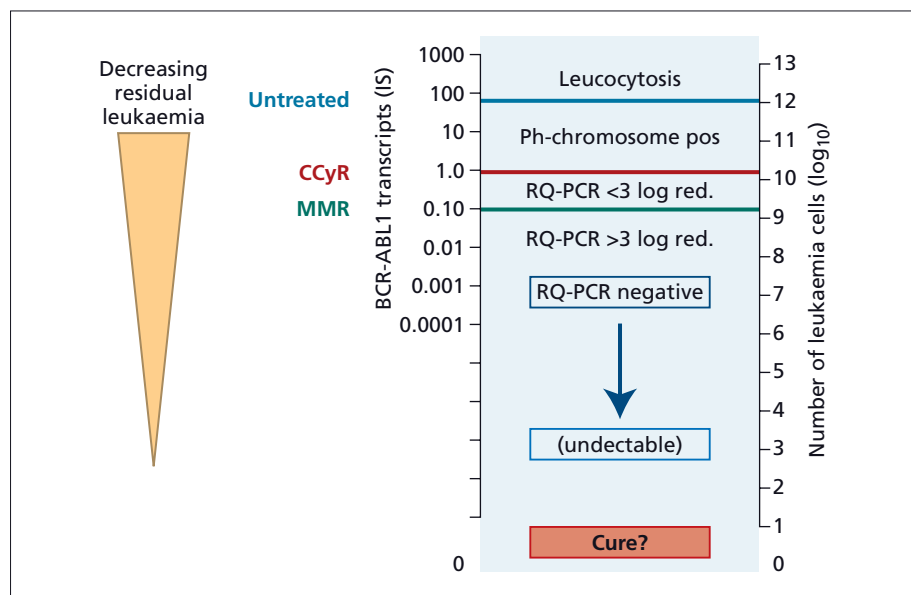 Decreasing
residual
leukaemia
Untreated
CCyR
MMR
BCR-ABL1 transcripts (IS)
1000
100
10
1.0
0.10
0.01
0.001
0.0001
0
Leucocytosis
Ph-chromosome pos
RQ-PCR <3 log red.
RQ-PCR >3 log red.
RQ-PCR negative
(undectable)
Cure?
13
12
11
10
9
8
7
6
5
4
3
2
1
0
Number of leukaemia cells (log10)